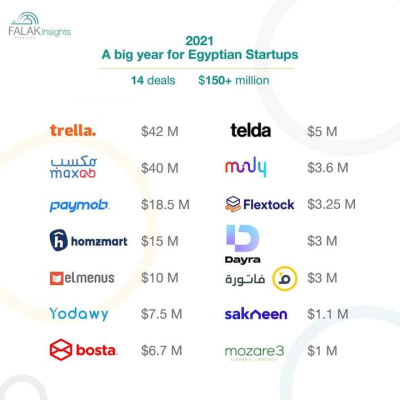 FALAK Insights
STARTUPS
2021
A big year for Egyptian Startups
14 deals $150+ million
trella. $42 M
telda $5 M
مكسب
maxab
$40 M
$3.6 M
paymob $18.5 M
Flextock $3.25 M
homzmart $15 M
Dayra
$3 M
elmenus $10 M
فاتورة
$3 M
Yodawy $7.5 M
sakneen $1.1 M
bosta. $6.7 M
mozare3 $1 M